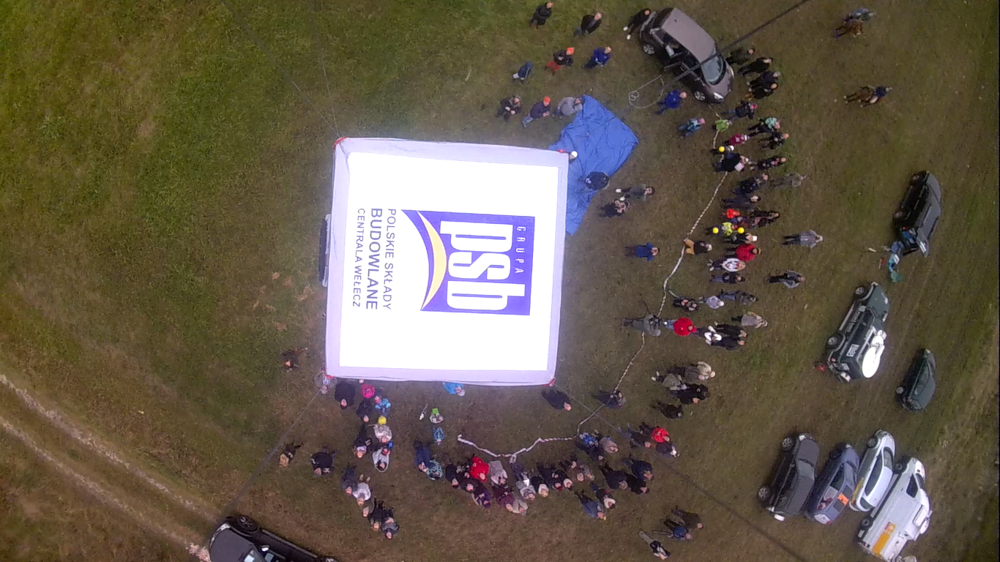 GRUPA
psb
POLSKIE SKŁADY
BUDOWLANE
CENTRALA WEŁECZ